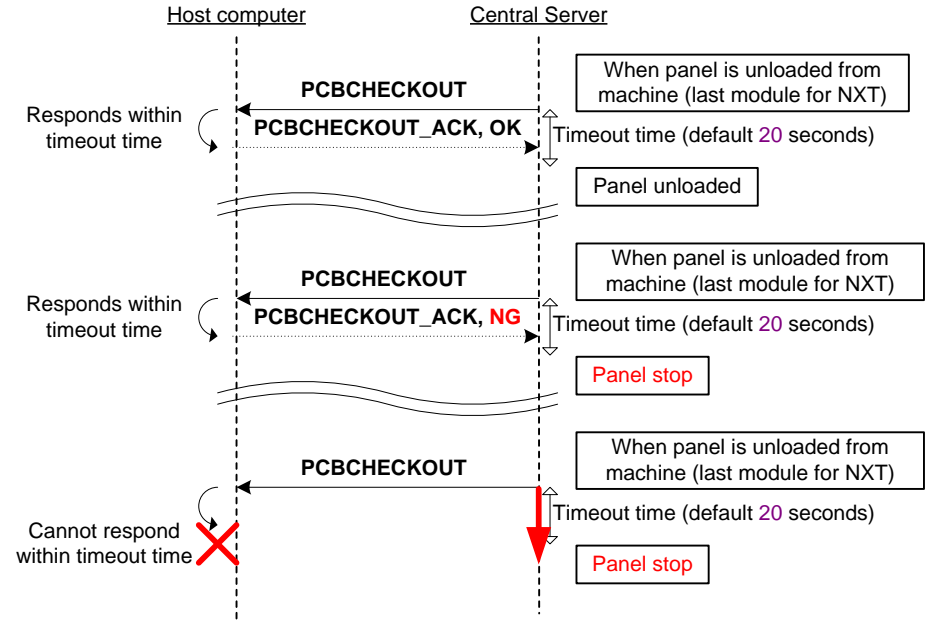 Host computer
Central Server
When panel is unloaded from
machine (last module for NXT)
PCBCHECKOUT
Responds within
timeout time
PCBCHECKOUT_ACK, OK
Timeout time (default 20 seconds)
Panel unloaded
When panel is unloaded from
machine (last module for NXT)
PCBCHECKOUT
Responds within
timeout time
PCBCHECKOUT_ACK, NG
Timeout time (default 20 seconds)
Panel stop
When panel is unloaded from
machine (last module for NXT)
PCBCHECKOUT
Timeout time (default 20 seconds)
Cannot respond
within timeout time
Panel stop